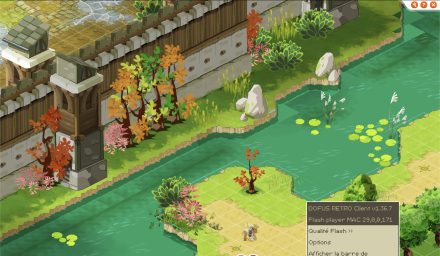 DOFUS RETRO Client v1.36.7
Flash player MAC 29,0,0,171
Qualité Flash >>
Options
Afficher la barre de